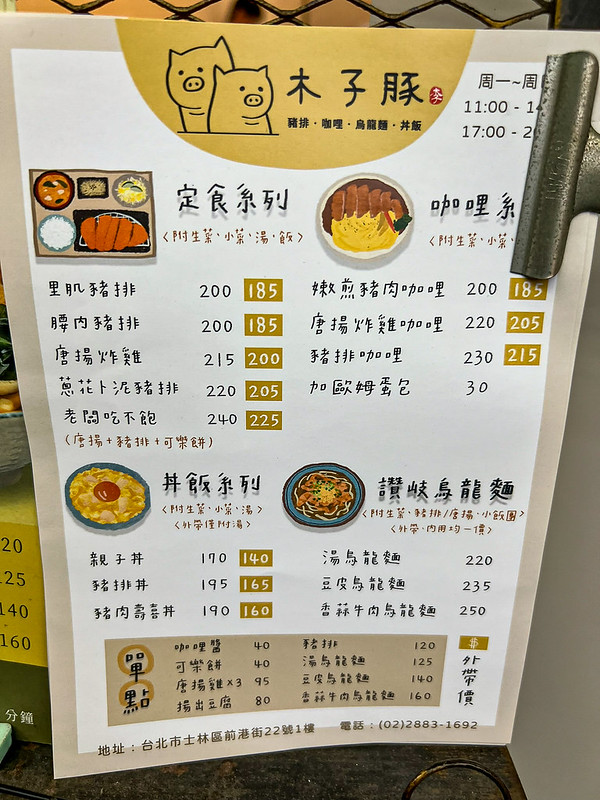 木子豚 李
豬排·咖哩·烏龍麵·丼飯
周一~周
11:00 - 1
17:00 - 2
定食系列
<附生菜、小菜、湯、飯>
里肌豬排 200 185
腰內豬排 200 185
唐揚炸雞 215 200
蔥花卜泥豬排 220 205
老闆吃不飽 240 225
(唐揚+豬排+可樂餅)
咖哩系
<附生菜、小菜、
嫩煎豬肉咖哩 200 185
唐揚炸雞咖哩 220 205
豬排咖哩 230 215
加歐姆蛋包 30
丼飯系列
<附生菜、小菜、湯>
<外帶僅附湯>
親子丼 170 140
豬排丼 195 165
豬肉壽喜丼 190 160
讚岐烏龍麵
<附生菜、豬排/唐揚、小飯團>
<外帶、內用均一價>
湯烏龍麵 220
豆皮烏龍麵 235
香蒜牛肉烏龍麵 250
單點
咖哩醬 40
可樂餅 40
唐揚雞×3 95
揚出豆腐 80
豬排 120
湯烏龍麵 125
豆皮烏龍麵 140
香蒜牛肉烏龍麵 160
外帶價
地址:台北市士林區前港街22號1樓 電話:(02)2883-1692
20
125
140
160
分鐘